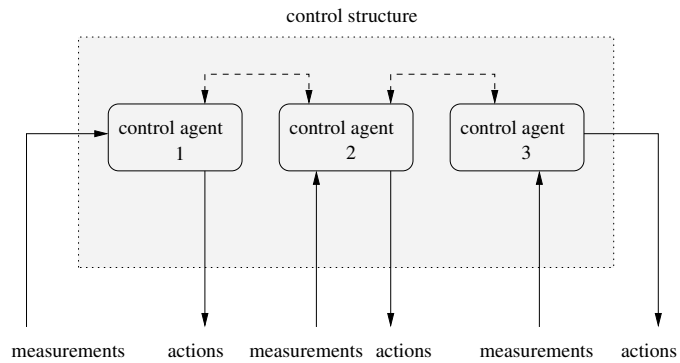 control structure
control agent
1
control agent
2
control agent
3
measurements
actions
measurements
actions
measurements
actions